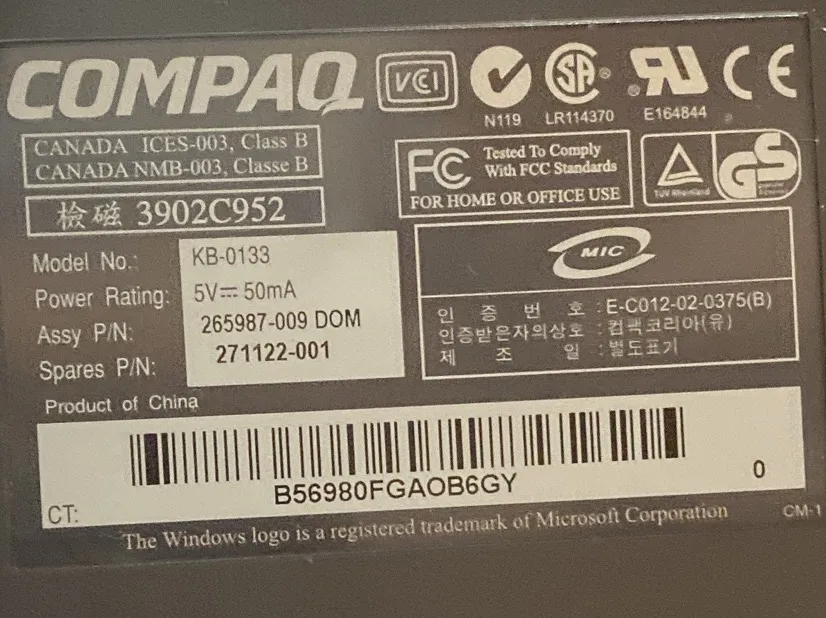 COMPAQ
VCI
N119
LR114370
E164844
CANADA ICES-003, Class B
CANADA NMB-003, Classe B
檢磁 3902C952
FC Tested To Comply
With FCC Standards
FOR HOME OR OFFICE USE
TÜV Rheinland
GS
MIC
Model No.: KB-0133
Power Rating: 5V⎓ 50mA
Assy P/N: 265987-009 DOM
Spares P/N: 271122-001
Product of China
인 증 번 호 : E-C012-02-0375(B)
인증받은자의상호 : 컴팩코리아(유)
제 조 일 : 별도표기
CT: B56980FGAOB6GY 0
The Windows logo is a registered trademark of Microsoft Corporation
CM-1